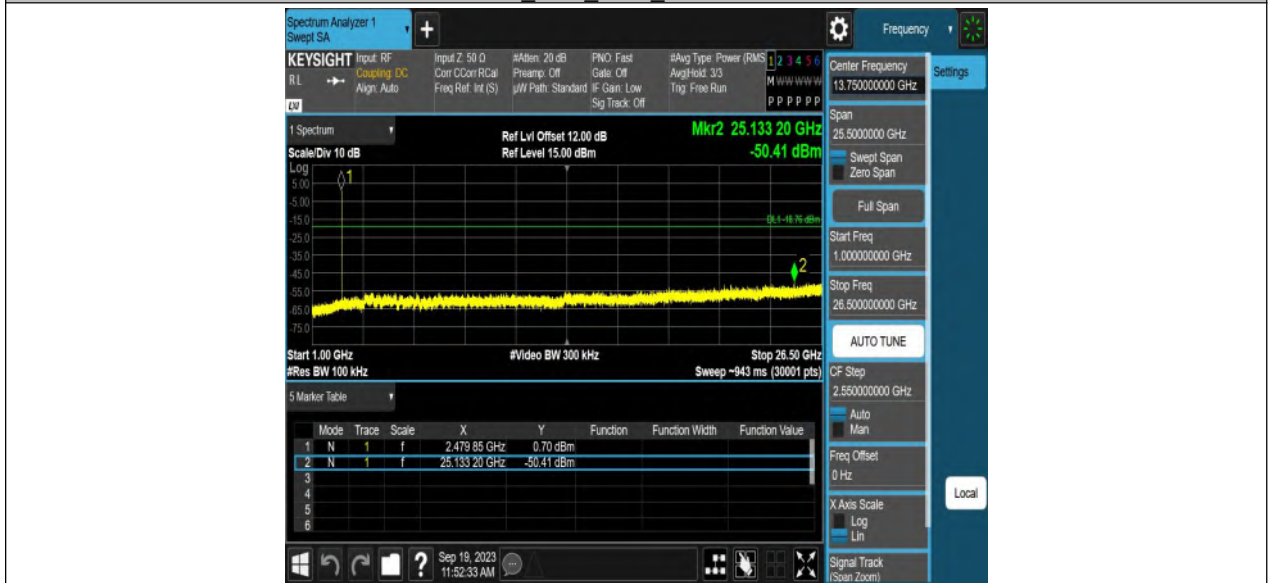 Spectrum Analyzer 1
Swept SA
+
Frequency
KEYSIGHT
RL
Input: RF
Coupling: DC
Align: Auto
Input Z: 50 Ω
Corr CCorr RCal
Freq Ref: Int (S)
#Atten: 20 dB
Preamp: Off
µW Path: Standard
PNO: Fast
Gate: Off
IF Gain: Low
Sig Track: Off
#Avg Type: Power (RMS
Avg|Hold: 3/3
Trig: Free Run
1 2 3 4 5 6
M W W W W W
P P P P P P
1 Spectrum
Scale/Div 10 dB
Ref Lvl Offset 12.00 dB
Ref Level 15.00 dBm
Mkr2 25.133 20 GHz
-50.41 dBm
Log
5.00
-5.00
-15.0
-25.0
-35.0
-45.0
-55.0
-65.0
-75.0
1
DL1 -18.76 dBm
2
Start 1.00 GHz
#Video BW 300 kHz
Stop 26.50 GHz
#Res BW 100 kHz
Sweep ~943 ms (30001 pts)
5 Marker Table
Mode Trace Scale X Y Function Function Width Function Value
1 N 1 f 2.479 85 GHz 0.70 dBm
2 N 1 f 25.133 20 GHz -50.41 dBm
3
4
5
6
Sep 19, 2023
11:52:33 AM
Center Frequency
13.750000000 GHz
Settings
Span
25.5000000 GHz
Swept Span
Zero Span
Full Span
Start Freq
1.000000000 GHz
Stop Freq
26.500000000 GHz
AUTO TUNE
CF Step
2.550000000 GHz
Auto
Man
Freq Offset
0 Hz
X Axis Scale
Log
Lin
Local
Signal Track
(Span Zoom)